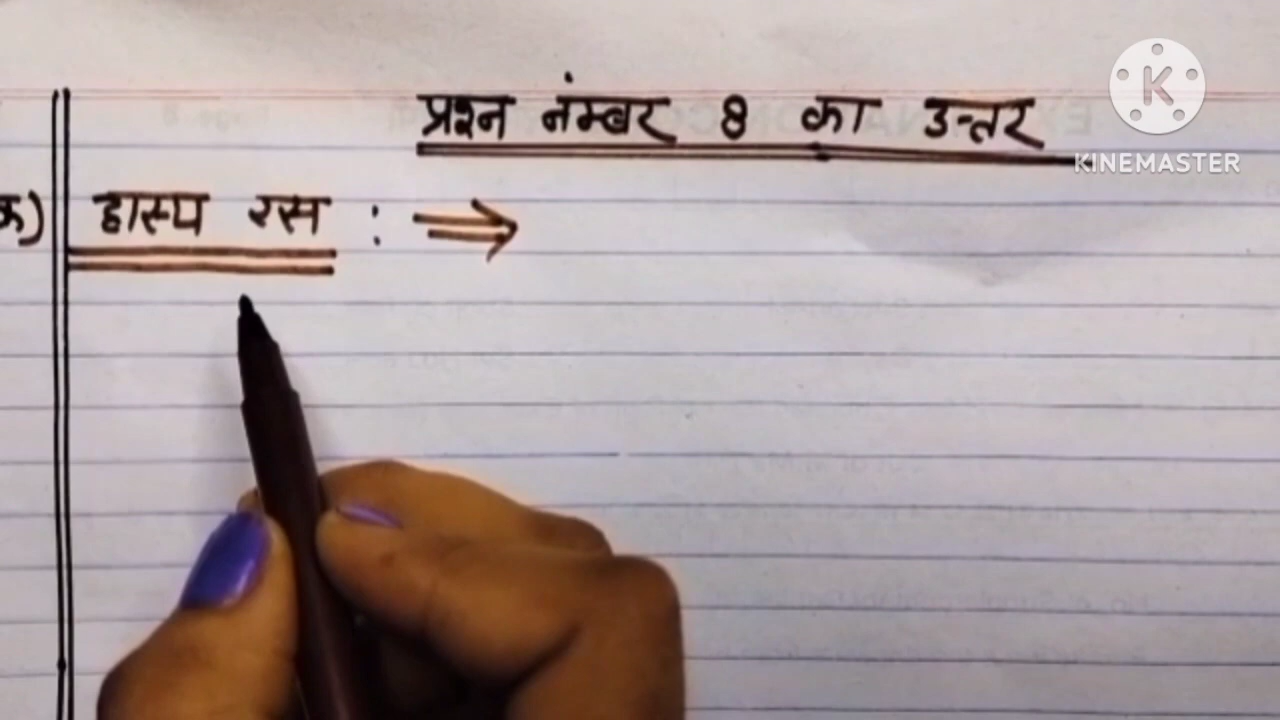 प्रश्न नंम्बर 8 का उत्तर
KINEMASTER
क) हास्य रस : ⇒